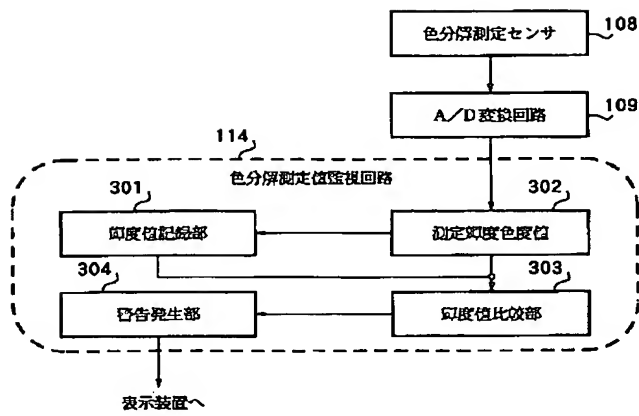 色分解測定センサ
108
A/D変換回路
109
114
色分解測定値監視回路
301
輝度値記録部
302
測定輝度色度値
304
警告発生部
303
輝度値比較部
表示装置へ